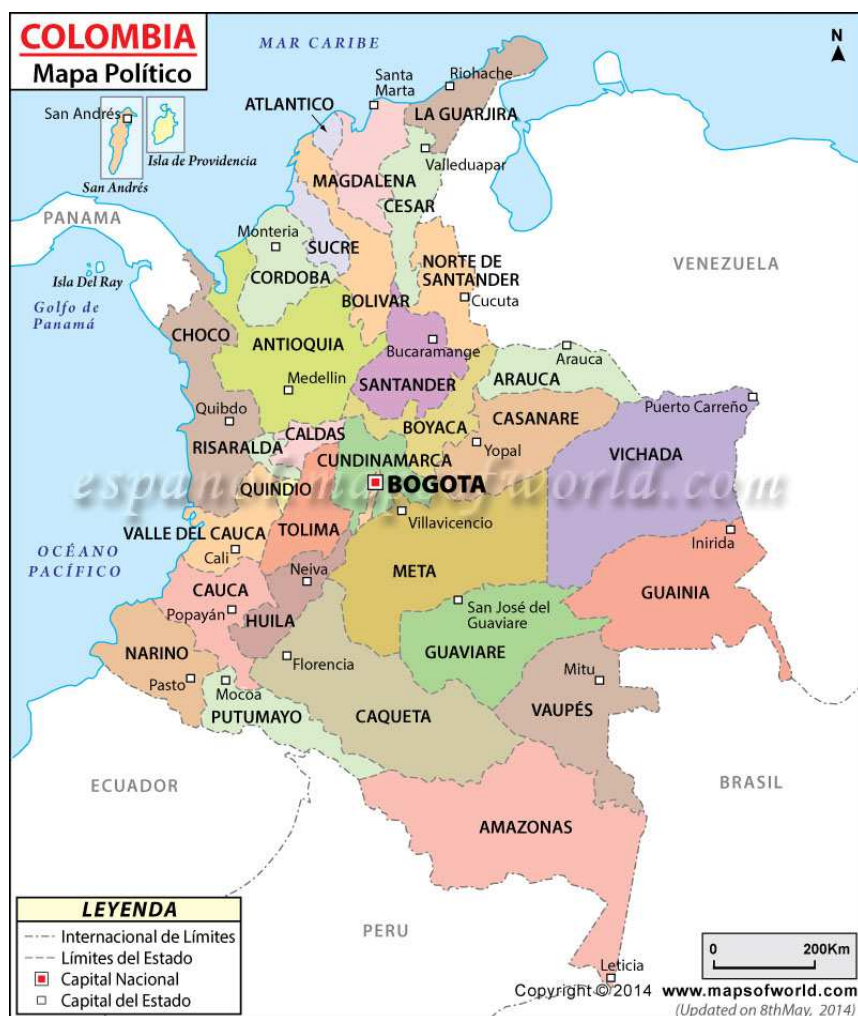 COLOMBIA
Mapa Político
MAR CARIBE
N
San Andrés
Isla de Providencia
San Andrés
ATLANTICO
Santa
Marta
Riohache
LA GUARJIRA
Valleduapar
MAGDALENA
CESAR
PANAMA
Monteria
SUCRE
NORTE DE
SANTANDER
VENEZUELA
Isla Del Ray
CORDOBA
BOLIVAR
Cucuta
Golfo de
Panamá
CHOCO
ANTIOQUIA
Bucaramange
Arauca
SANTANDER
ARAUCA
Medellin
Puerto Carreño
Quibdo
CASANARE
BOYACA
CALDAS
RISARALDA
Yopal
VICHADA
CUNDINAMARCA
espanol.mapsofworld.com
QUINDIO
BOGOTA
Villavicencio
VALLE DEL CAUCA
TOLIMA
Inirida
OCÉANO
PACÍFICO
Cali
Neiva
META
CAUCA
GUAINIA
Popayán
San José del
Guaviare
HUILA
NARINO
GUAVIARE
Florencia
Mitu
Pasto
Mocoa
PUTUMAYO
CAQUETA
VAUPÉS
ECUADOR
BRASIL
AMAZONAS
PERU
LEYENDA
Internacional de Límites
Límites del Estado
Capital Nacional
Capital del Estado
0 200Km
Leticia
Copyright © 2014 www.mapsofworld.com
(Updated on 8thMay, 2014)